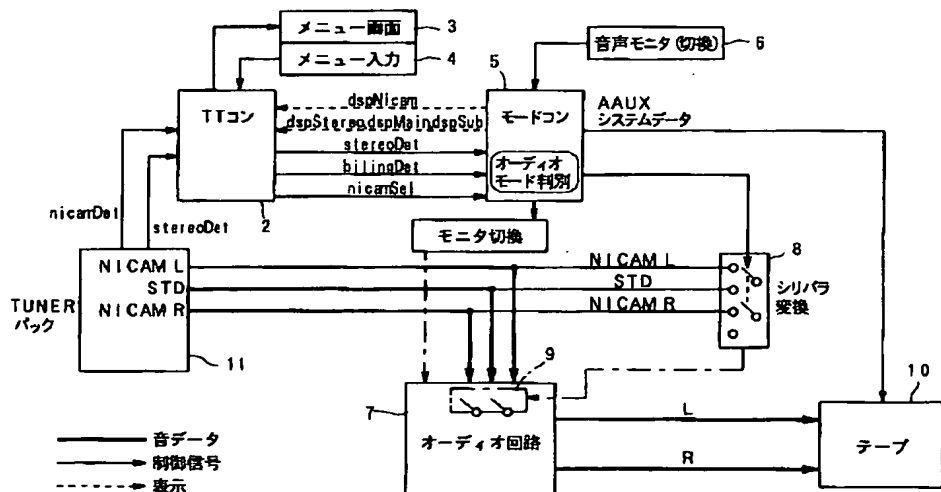 メニュー画面
3
メニュー入力
4
音声モニタ(切換)
6
5
TTコン
2
dspNicam
dspStereo,dspMain,dspSub
stereoDet
bilingDet
nicamSel
モードコン
オーディオ
モード判別
AAUX
システムデータ
nicamDet
stereoDet
モニタ切換
NICAM L
STD
NICAM R
TUNER
パック
11
NICAM L
STD
NICAM R
8
シリパラ
変換
9
7
オーディオ回路
L
R
10
テープ
音データ
制御信号
表示